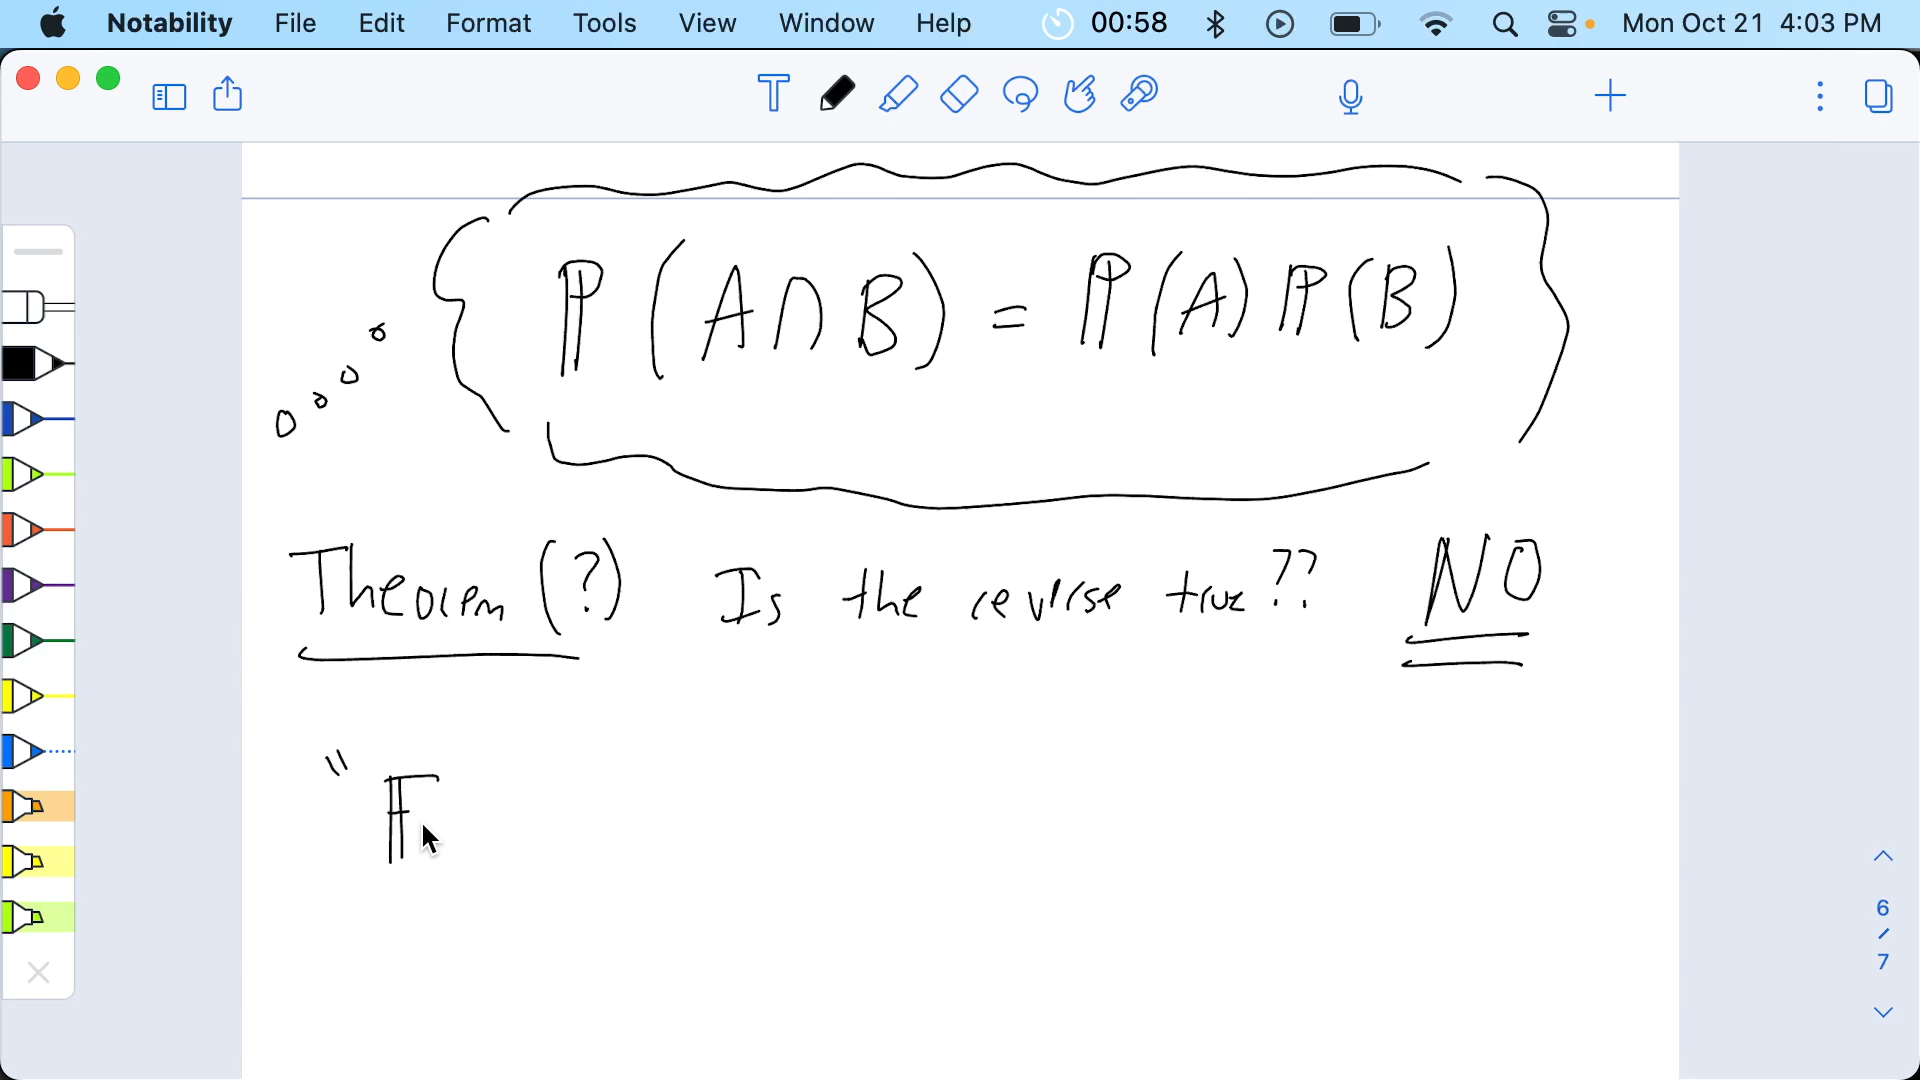 Notability File Edit Format Tools View Window Help 00:58 Mon Oct 21 4:03 PM
ℙ(A∩B) = ℙ(A)ℙ(B)
Theorem (?) Is the reverse true?? NO
" 𝔽
6
/
7